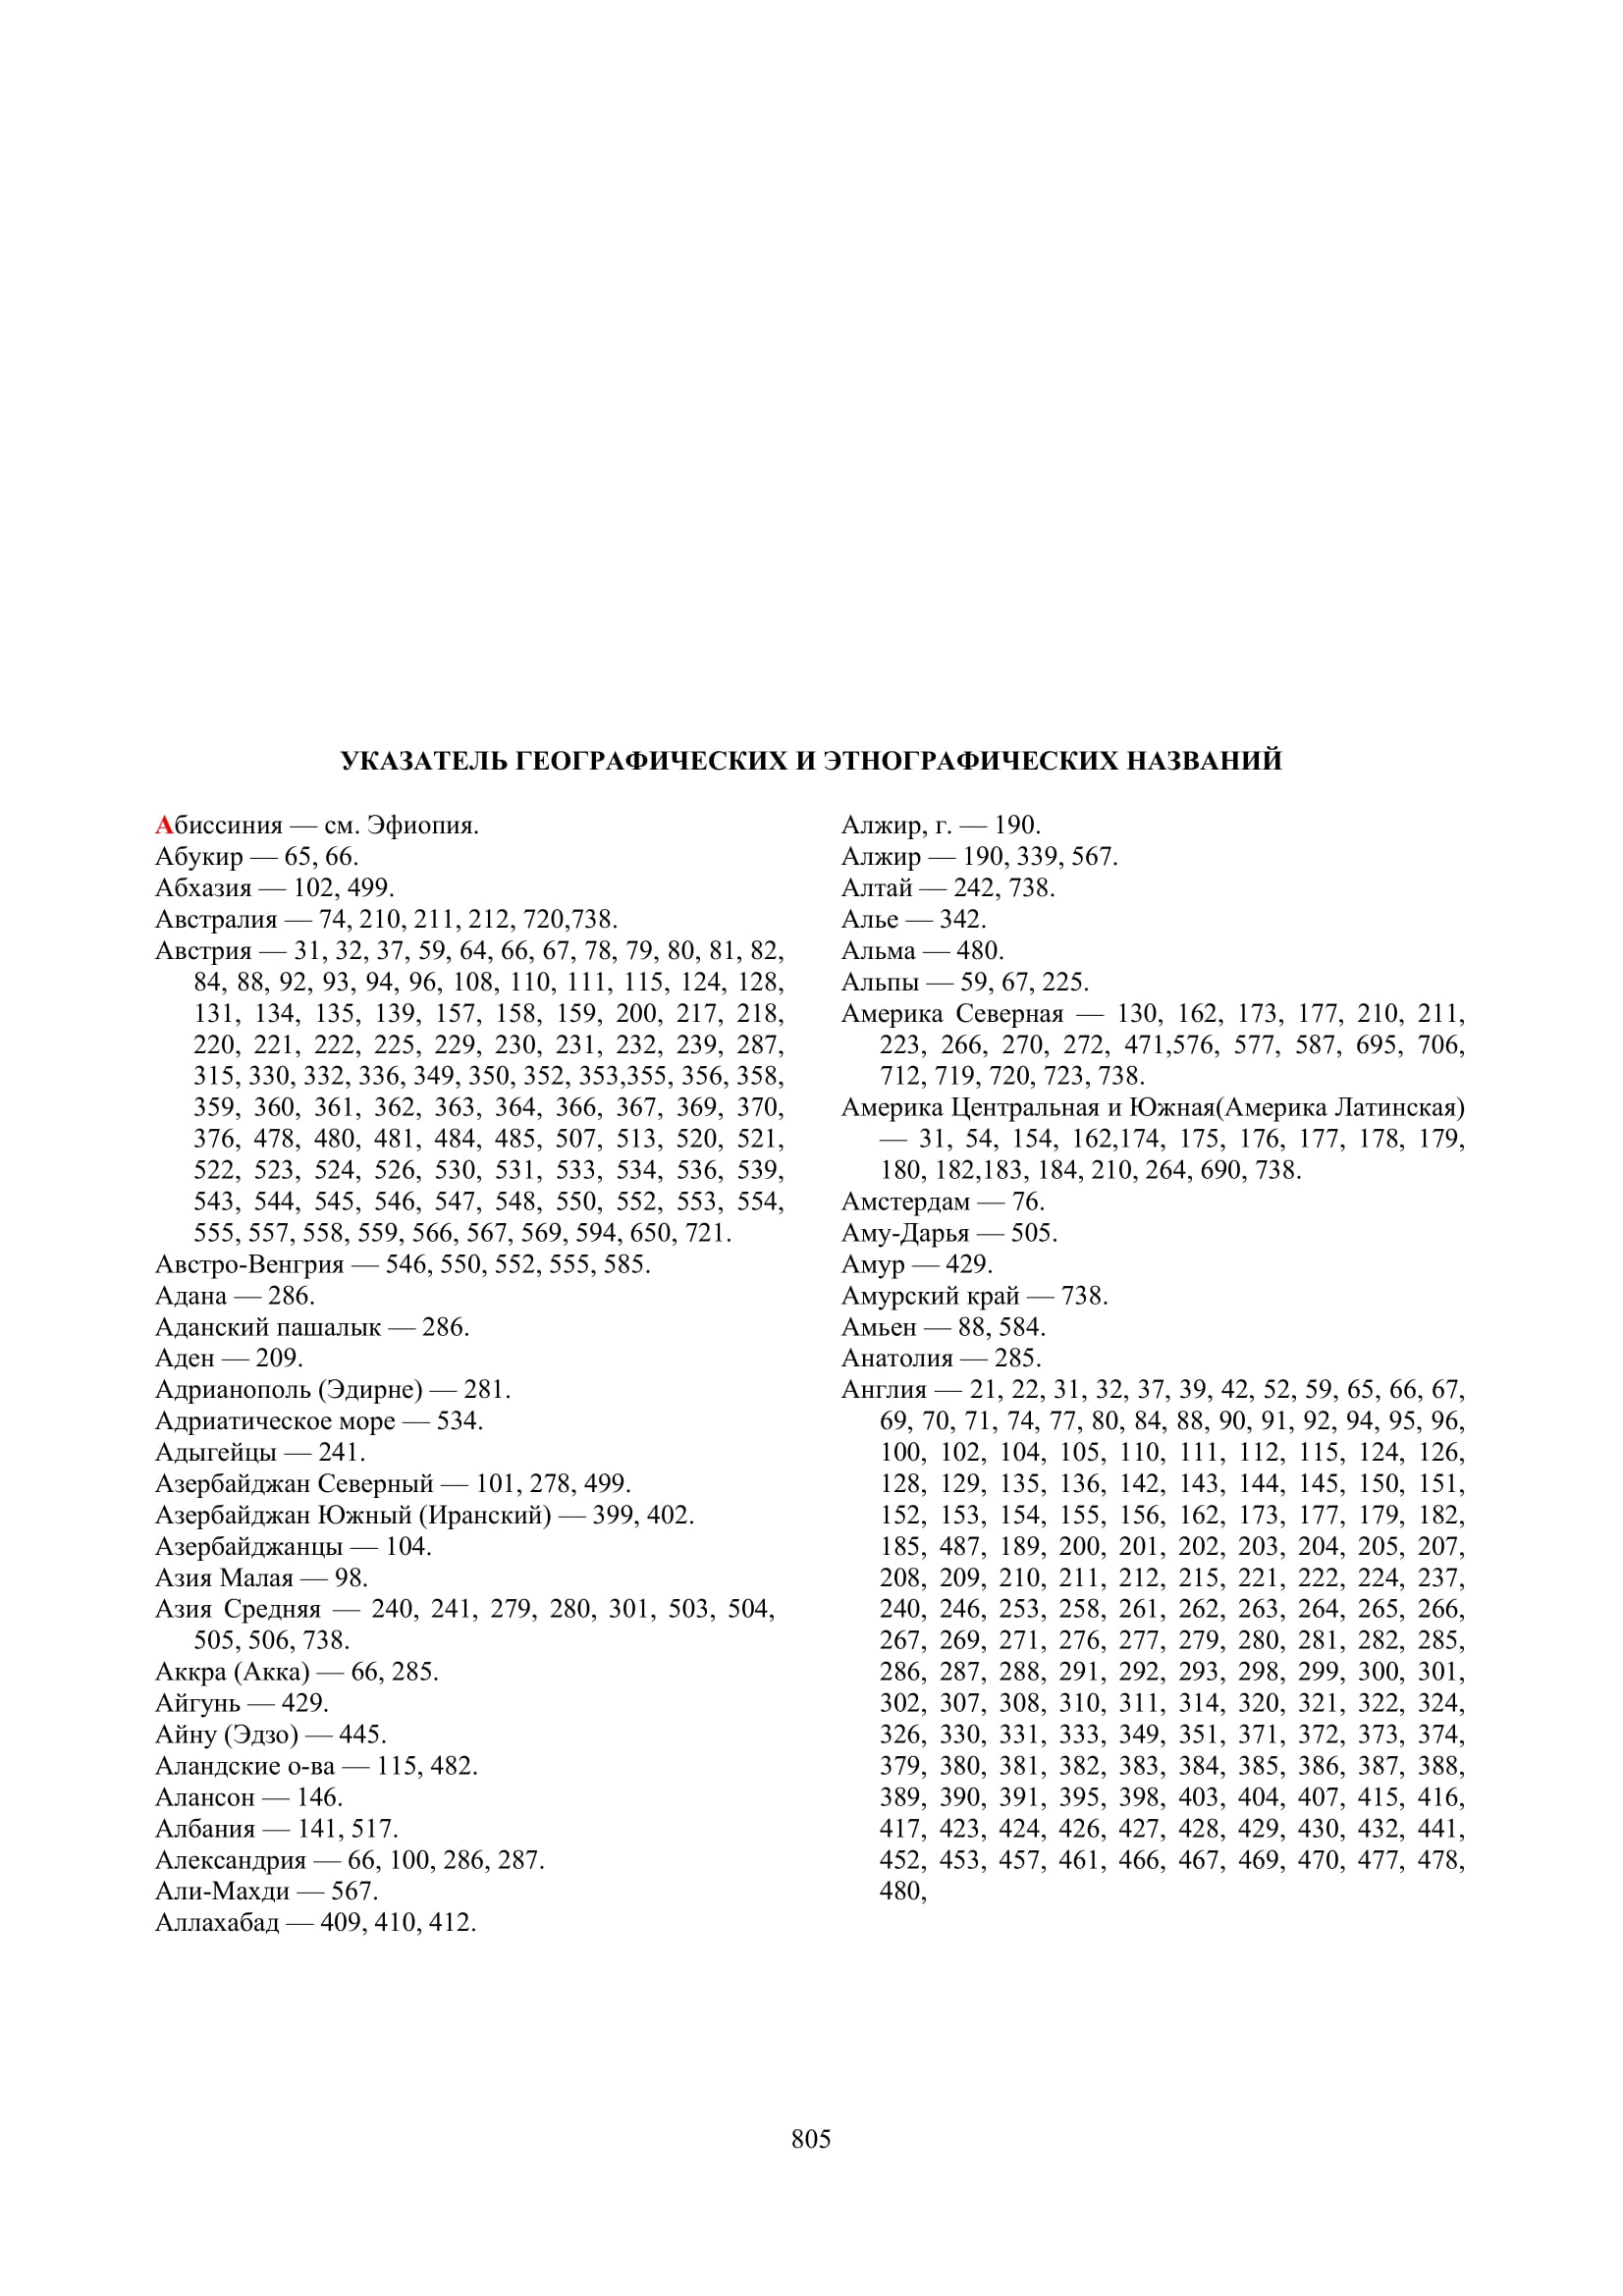 УКАЗАТЕЛЬ ГЕОГРАФИЧЕСКИХ И ЭТНОГРАФИЧЕСКИХ НАЗВАНИЙ
Абиссиния — см. Эфиопия.
Абукир — 65, 66.
Абхазия — 102, 499.
Австралия — 74, 210, 211, 212, 720,738.
Австрия — 31, 32, 37, 59, 64, 66, 67, 78, 79, 80, 81, 82,
84, 88, 92, 93, 94, 96, 108, 110, 111, 115, 124, 128,
131, 134, 135, 139, 157, 158, 159, 200, 217, 218,
220, 221, 222, 225, 229, 230, 231, 232, 239, 287,
315, 330, 332, 336, 349, 350, 352, 353,355, 356, 358,
359, 360, 361, 362, 363, 364, 366, 367, 369, 370,
376, 478, 480, 481, 484, 485, 507, 513, 520, 521,
522, 523, 524, 526, 530, 531, 533, 534, 536, 539,
543, 544, 545, 546, 547, 548, 550, 552, 553, 554,
555, 557, 558, 559, 566, 567, 569, 594, 650, 721.
Австро-Венгрия — 546, 550, 552, 555, 585.
Адана — 286.
Аданский пашалык — 286.
Аден — 209.
Адрианополь (Эдирне) — 281.
Адриатическое море — 534.
Адыгейцы — 241.
Азербайджан Северный — 101, 278, 499.
Азербайджан Южный (Иранский) — 399, 402.
Азербайджанцы — 104.
Азия Малая — 98.
Азия Средняя — 240, 241, 279, 280, 301, 503, 504,
505, 506, 738.
Аккра (Акка) — 66, 285.
Айгунь — 429.
Айну (Эдзо) — 445.
Аландские о-ва — 115, 482.
Алансон — 146.
Албания — 141, 517.
Александрия — 66, 100, 286, 287.
Али-Махди — 567.
Аллахабад — 409, 410, 412.
Алжир, г. — 190.
Алжир — 190, 339, 567.
Алтай — 242, 738.
Алье — 342.
Альма — 480.
Альпы — 59, 67, 225.
Америка Северная — 130, 162, 173, 177, 210, 211,
223, 266, 270, 272, 471,576, 577, 587, 695, 706,
712, 719, 720, 723, 738.
Америка Центральная и Южная(Америка Латинская)
— 31, 54, 154, 162,174, 175, 176, 177, 178, 179,
180, 182,183, 184, 210, 264, 690, 738.
Амстердам — 76.
Аму-Дарья — 505.
Амур — 429.
Амурский край — 738.
Амьен — 88, 584.
Анатолия — 285.
Англия — 21, 22, 31, 32, 37, 39, 42, 52, 59, 65, 66, 67,
69, 70, 71, 74, 77, 80, 84, 88, 90, 91, 92, 94, 95, 96,
100, 102, 104, 105, 110, 111, 112, 115, 124, 126,
128, 129, 135, 136, 142, 143, 144, 145, 150, 151,
152, 153, 154, 155, 156, 162, 173, 177, 179, 182,
185, 487, 189, 200, 201, 202, 203, 204, 205, 207,
208, 209, 210, 211, 212, 215, 221, 222, 224, 237,
240, 246, 253, 258, 261, 262, 263, 264, 265, 266,
267, 269, 271, 276, 277, 279, 280, 281, 282, 285,
286, 287, 288, 291, 292, 293, 298, 299, 300, 301,
302, 307, 308, 310, 311, 314, 320, 321, 322, 324,
326, 330, 331, 333, 349, 351, 371, 372, 373, 374,
379, 380, 381, 382, 383, 384, 385, 386, 387, 388,
389, 390, 391, 395, 398, 403, 404, 407, 415, 416,
417, 423, 424, 426, 427, 428, 429, 430, 432, 441,
452, 453, 457, 461, 466, 467, 469, 470, 477, 478,
480,
805